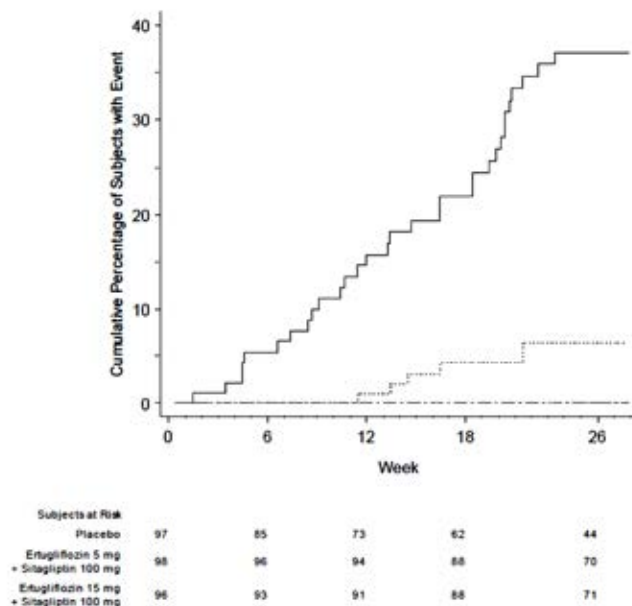 Cumulative Percentage of Subjects with Event
40
30
20
10
0
0 6 12 18 26
Week
Subjects at Risk
Placebo 97 85 73 62 44
Ertugliflozin 5 mg
+ Sitagliptin 100 mg 98 96 94 88 70
Ertugliflozin 15 mg
+ Sitagliptin 100 mg 96 93 91 88 71